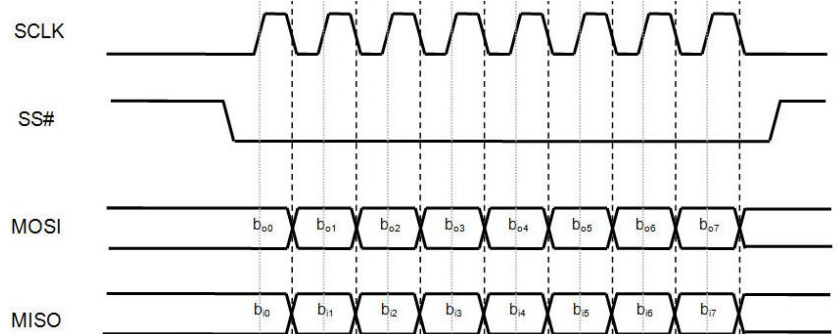 SCLK
SS#
MOSI bo0 bo1 bo2 bo3 bo4 bo5 bo6 bo7
MISO bi0 bi1 bi2 bi3 bi4 bi5 bi6 bi7